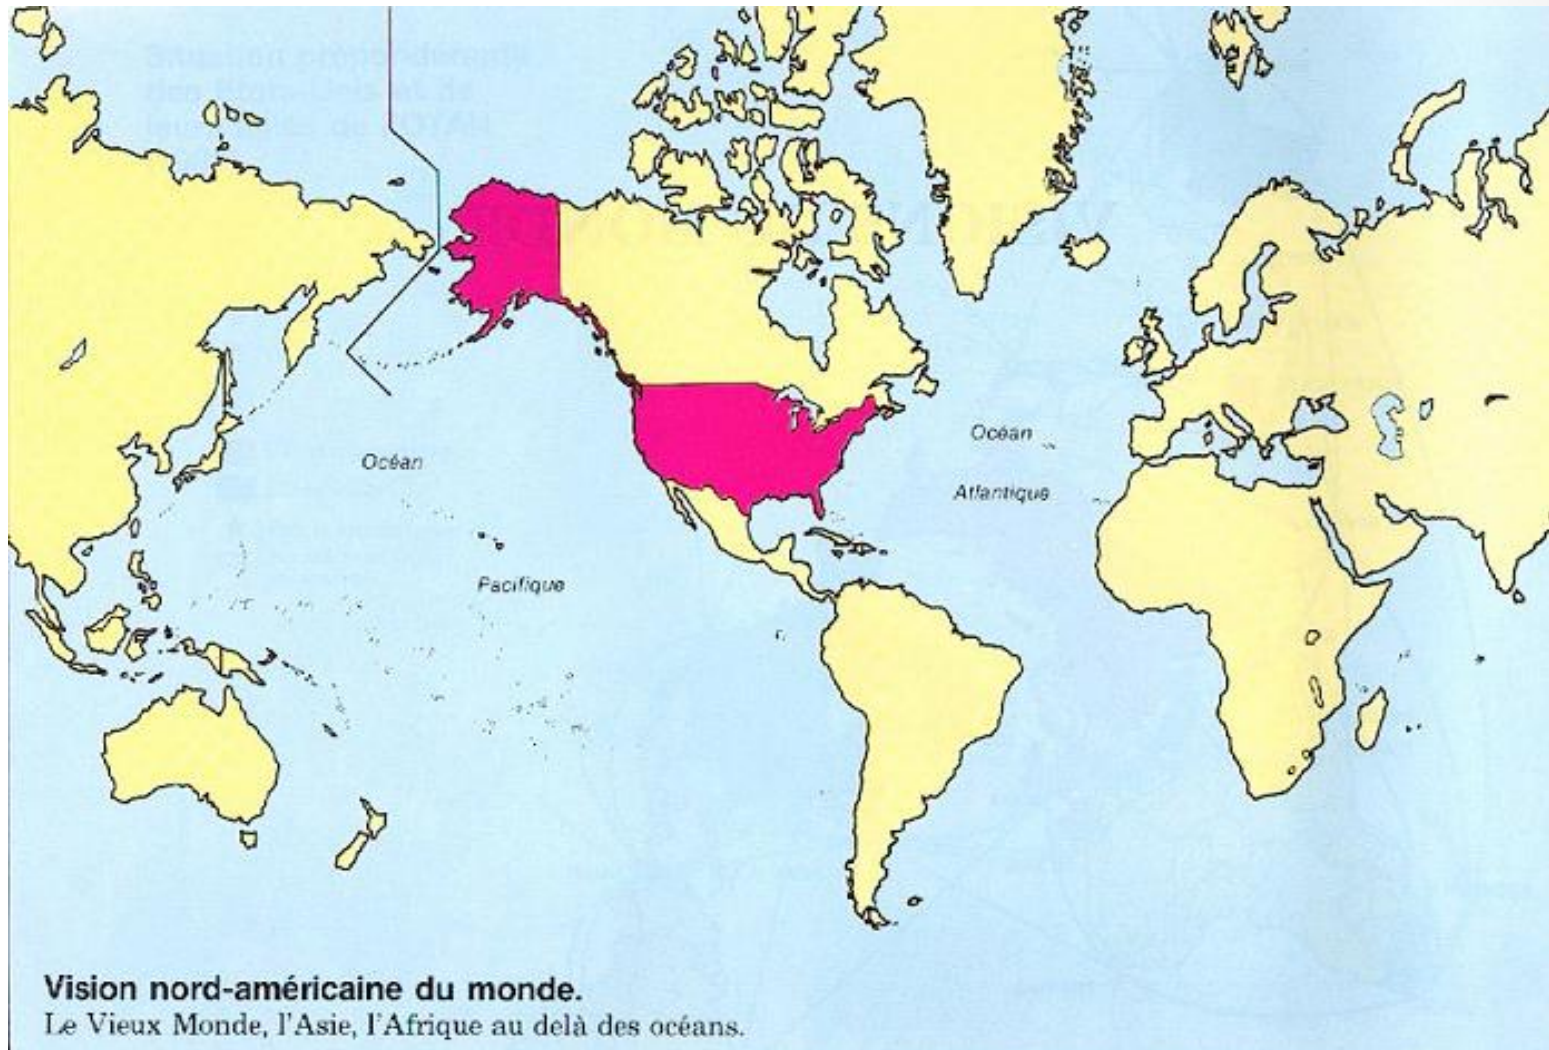 Océan
Pacifique
Océan
Atlantique
Vision nord-américaine du monde.
Le Vieux Monde, l'Asie, l'Afrique au delà des océans.